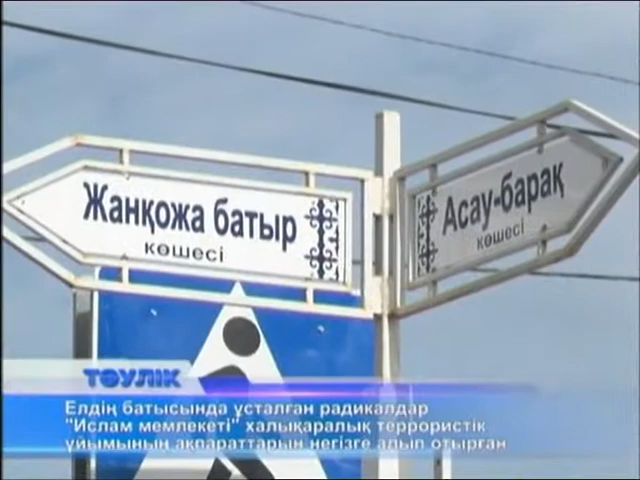 Жанқожа батыр
көшесі
Асау-барақ
көшесі
ТӘУЛІК
Елдің батысында ұсталған радикалдар
"Ислам мемлекеті" халықаралық террористік
ұйымының ақпараттарын негізге алып отырған